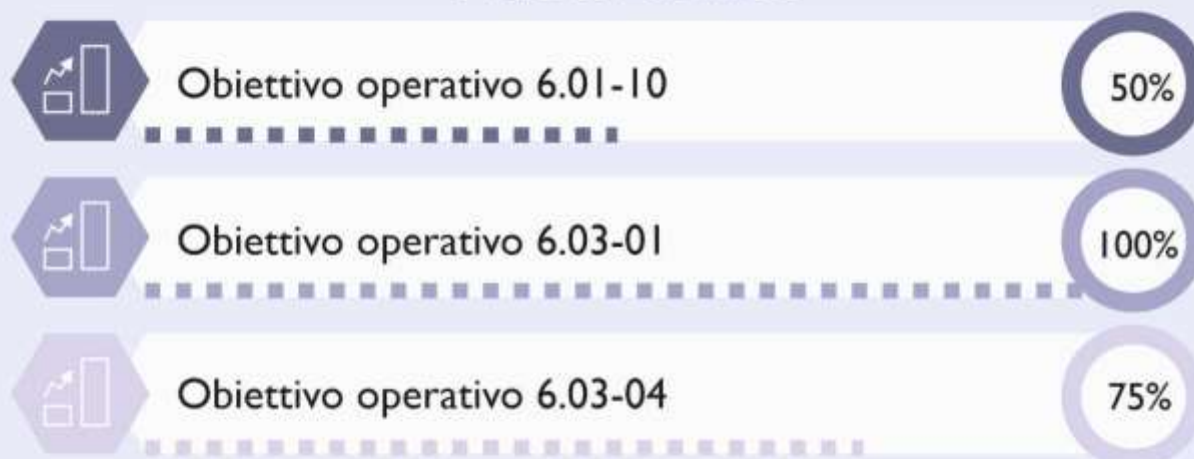 Obiettivo operativo 6.01-10
50%
Obiettivo operativo 6.03-01
100%
Obiettivo operativo 6.03-04
75%